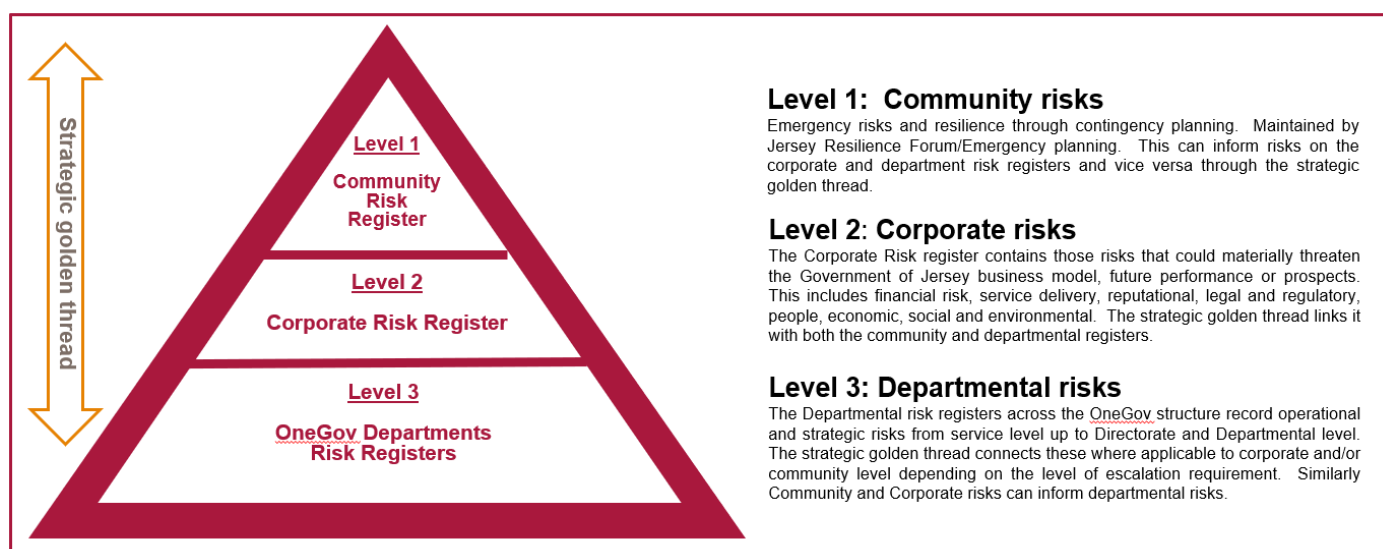 Strategic golden thread
Level 1
Community
Risk
Register
Level 2
Corporate Risk Register
Level 3
OneGov Departments
Risk Registers
Level 1:  Community risks
Emergency risks and resilience through contingency planning.  Maintained by
Jersey Resilience Forum/Emergency planning.  This can inform risks on the
corporate and department risk registers and vice versa through the strategic
golden thread.
Level 2: Corporate risks
The Corporate Risk register contains those risks that could materially threaten
the Government of Jersey business model, future performance or prospects.
This includes financial risk, service delivery, reputational, legal and regulatory,
people, economic, social and environmental.  The strategic golden thread links it
with both the community and departmental registers.
Level 3: Departmental risks
The Departmental risk registers across the OneGov structure record operational
and strategic risks from service level up to Directorate and Departmental level.
The strategic golden thread connects these where applicable to corporate and/or
community level depending on the level of escalation requirement.  Similarly
Community and Corporate risks can inform departmental risks.